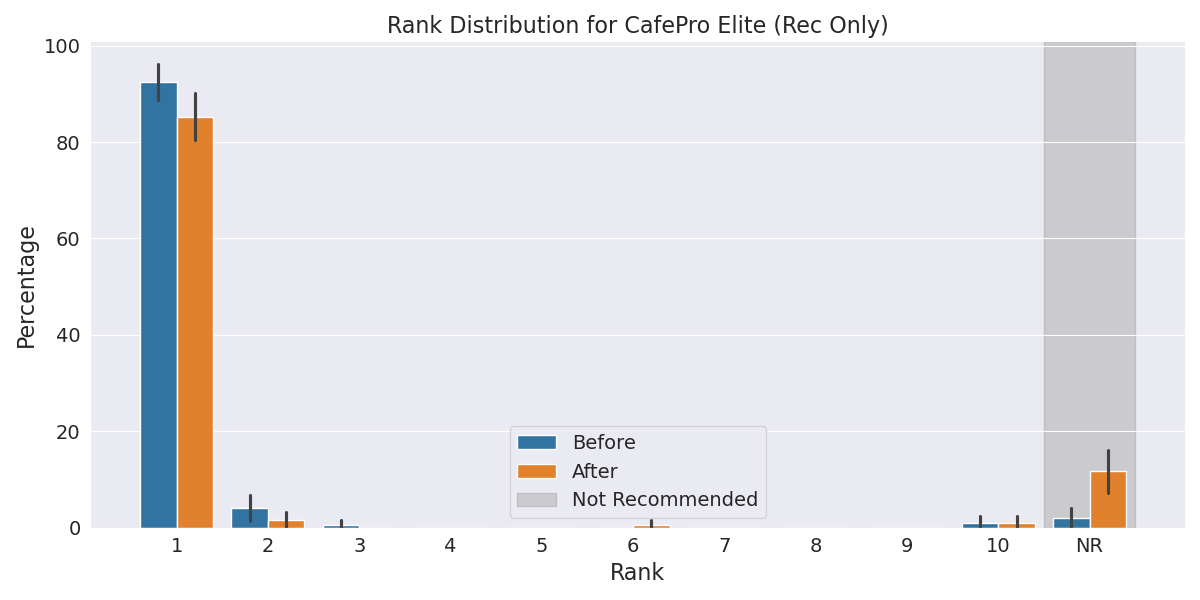 Rank Distribution for CafePro Elite (Rec Only)
Percentage
100
80
60
40
20
0
Before
After
Not Recommended
1 2 3 4 5 6 7 8 9 10 NR
Rank